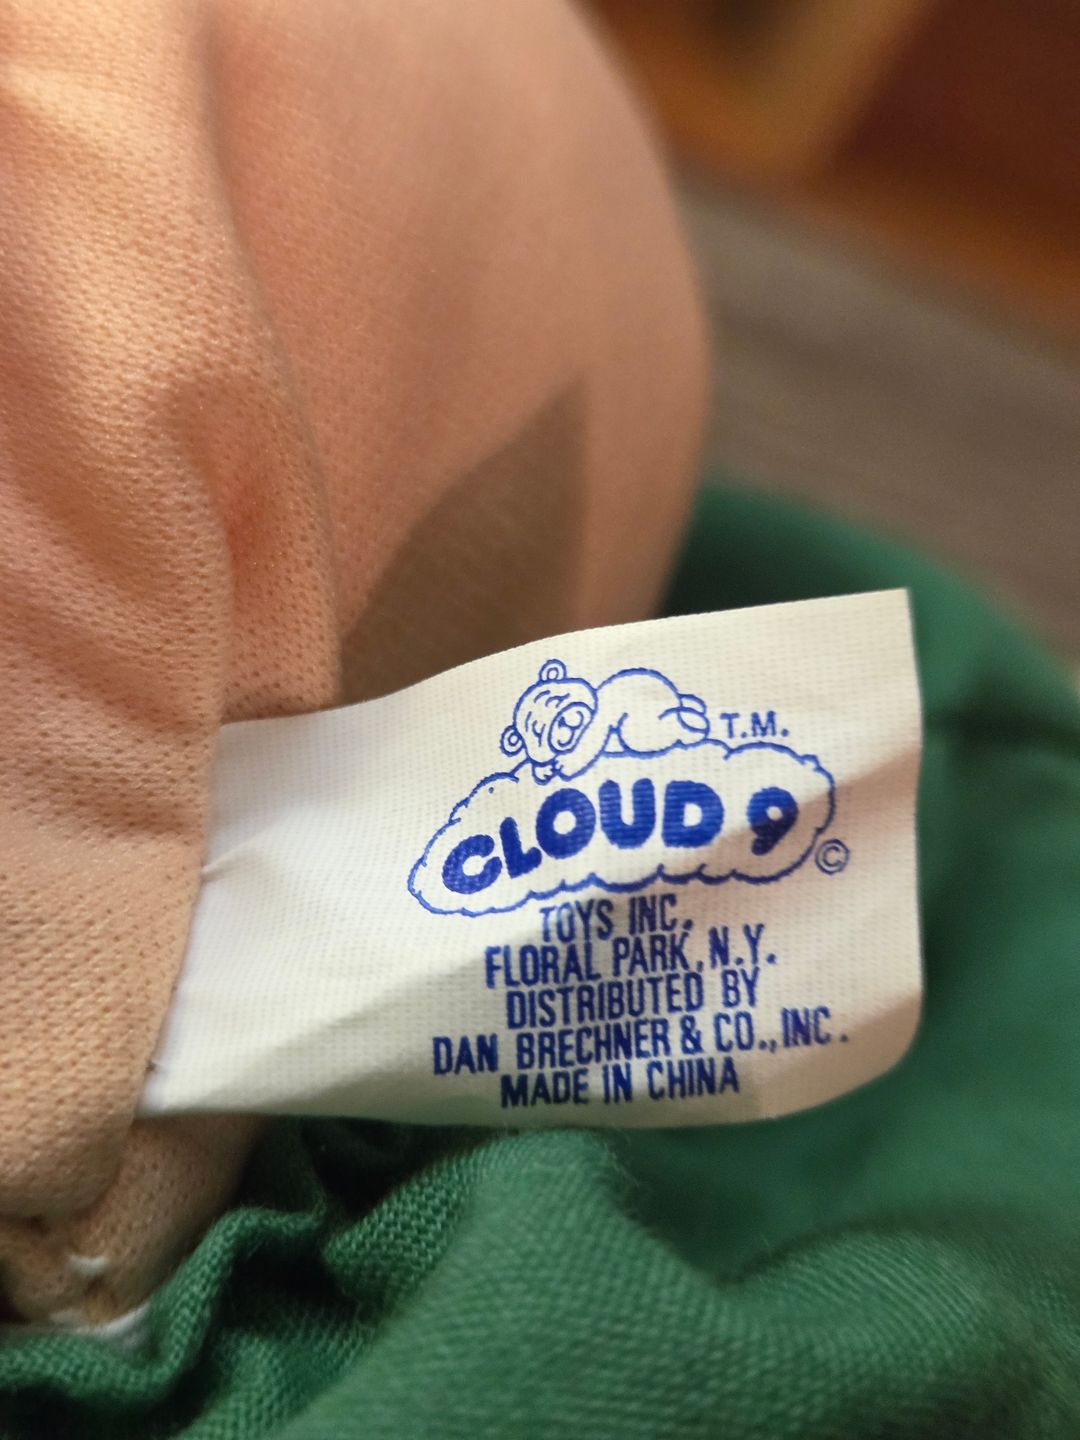 T.M.
CLOUD 9
©
TOYS INC.
FLORAL PARK, N.Y.
DISTRIBUTED BY
DAN BRECHNER & CO., INC.
MADE IN CHINA